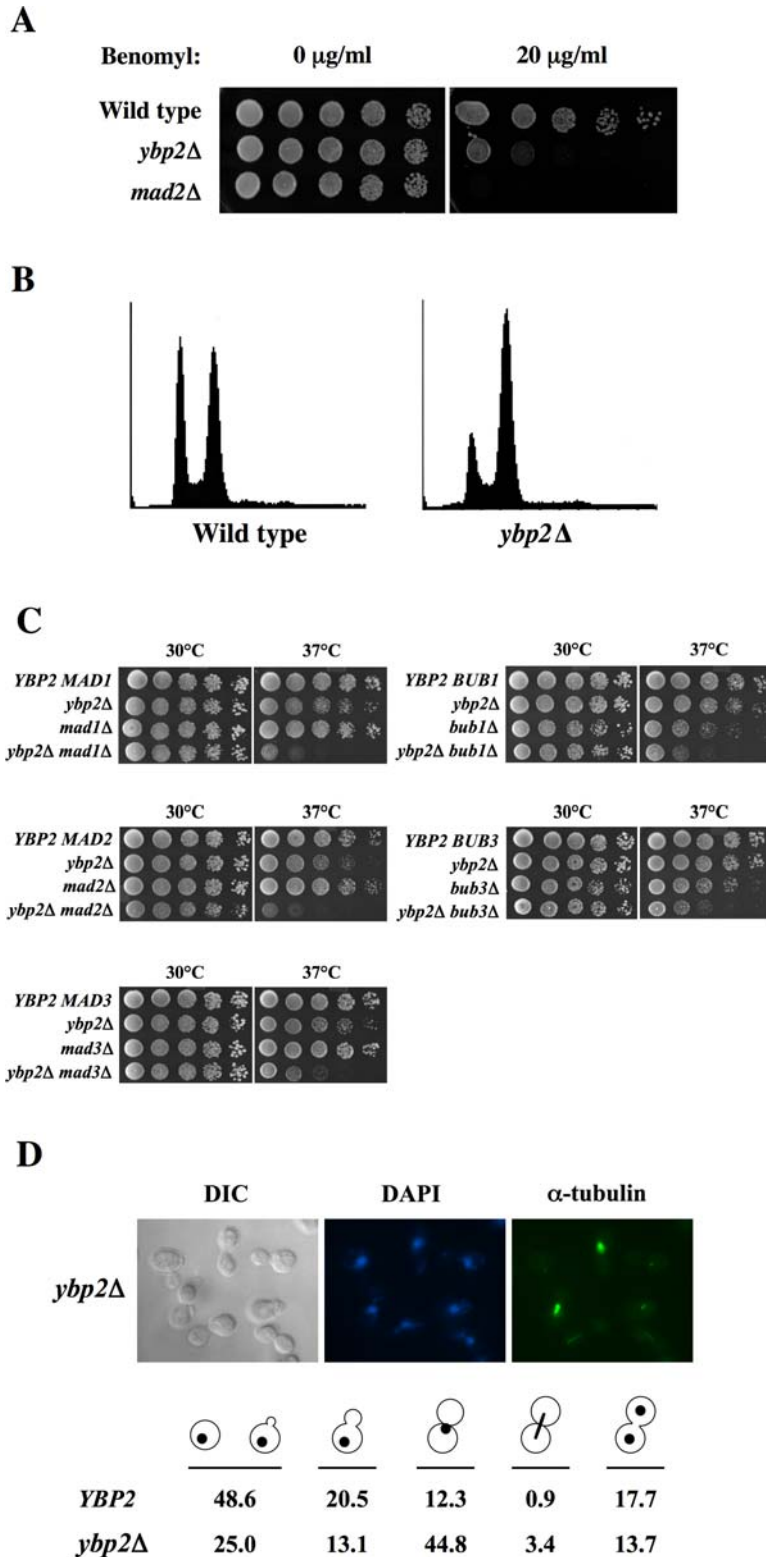 A
Benomyl: 0 μg/ml 20 μg/ml
Wild type
ybp2Δ
mad2Δ
B
Wild type ybp2Δ
C
30°C 37°C
YBP2 MAD1
ybp2Δ
mad1Δ
ybp2Δ mad1Δ
30°C 37°C
YBP2 BUB1
ybp2Δ
bub1Δ
ybp2Δ bub1Δ
30°C 37°C
YBP2 MAD2
ybp2Δ
mad2Δ
ybp2Δ mad2Δ
30°C 37°C
YBP2 BUB3
ybp2Δ
bub3Δ
ybp2Δ bub3Δ
30°C 37°C
YBP2 MAD3
ybp2Δ
mad3Δ
ybp2Δ mad3Δ
D
DIC DAPI α-tubulin
ybp2Δ
YBP2 48.6 20.5 12.3 0.9 17.7
ybp2Δ 25.0 13.1 44.8 3.4 13.7